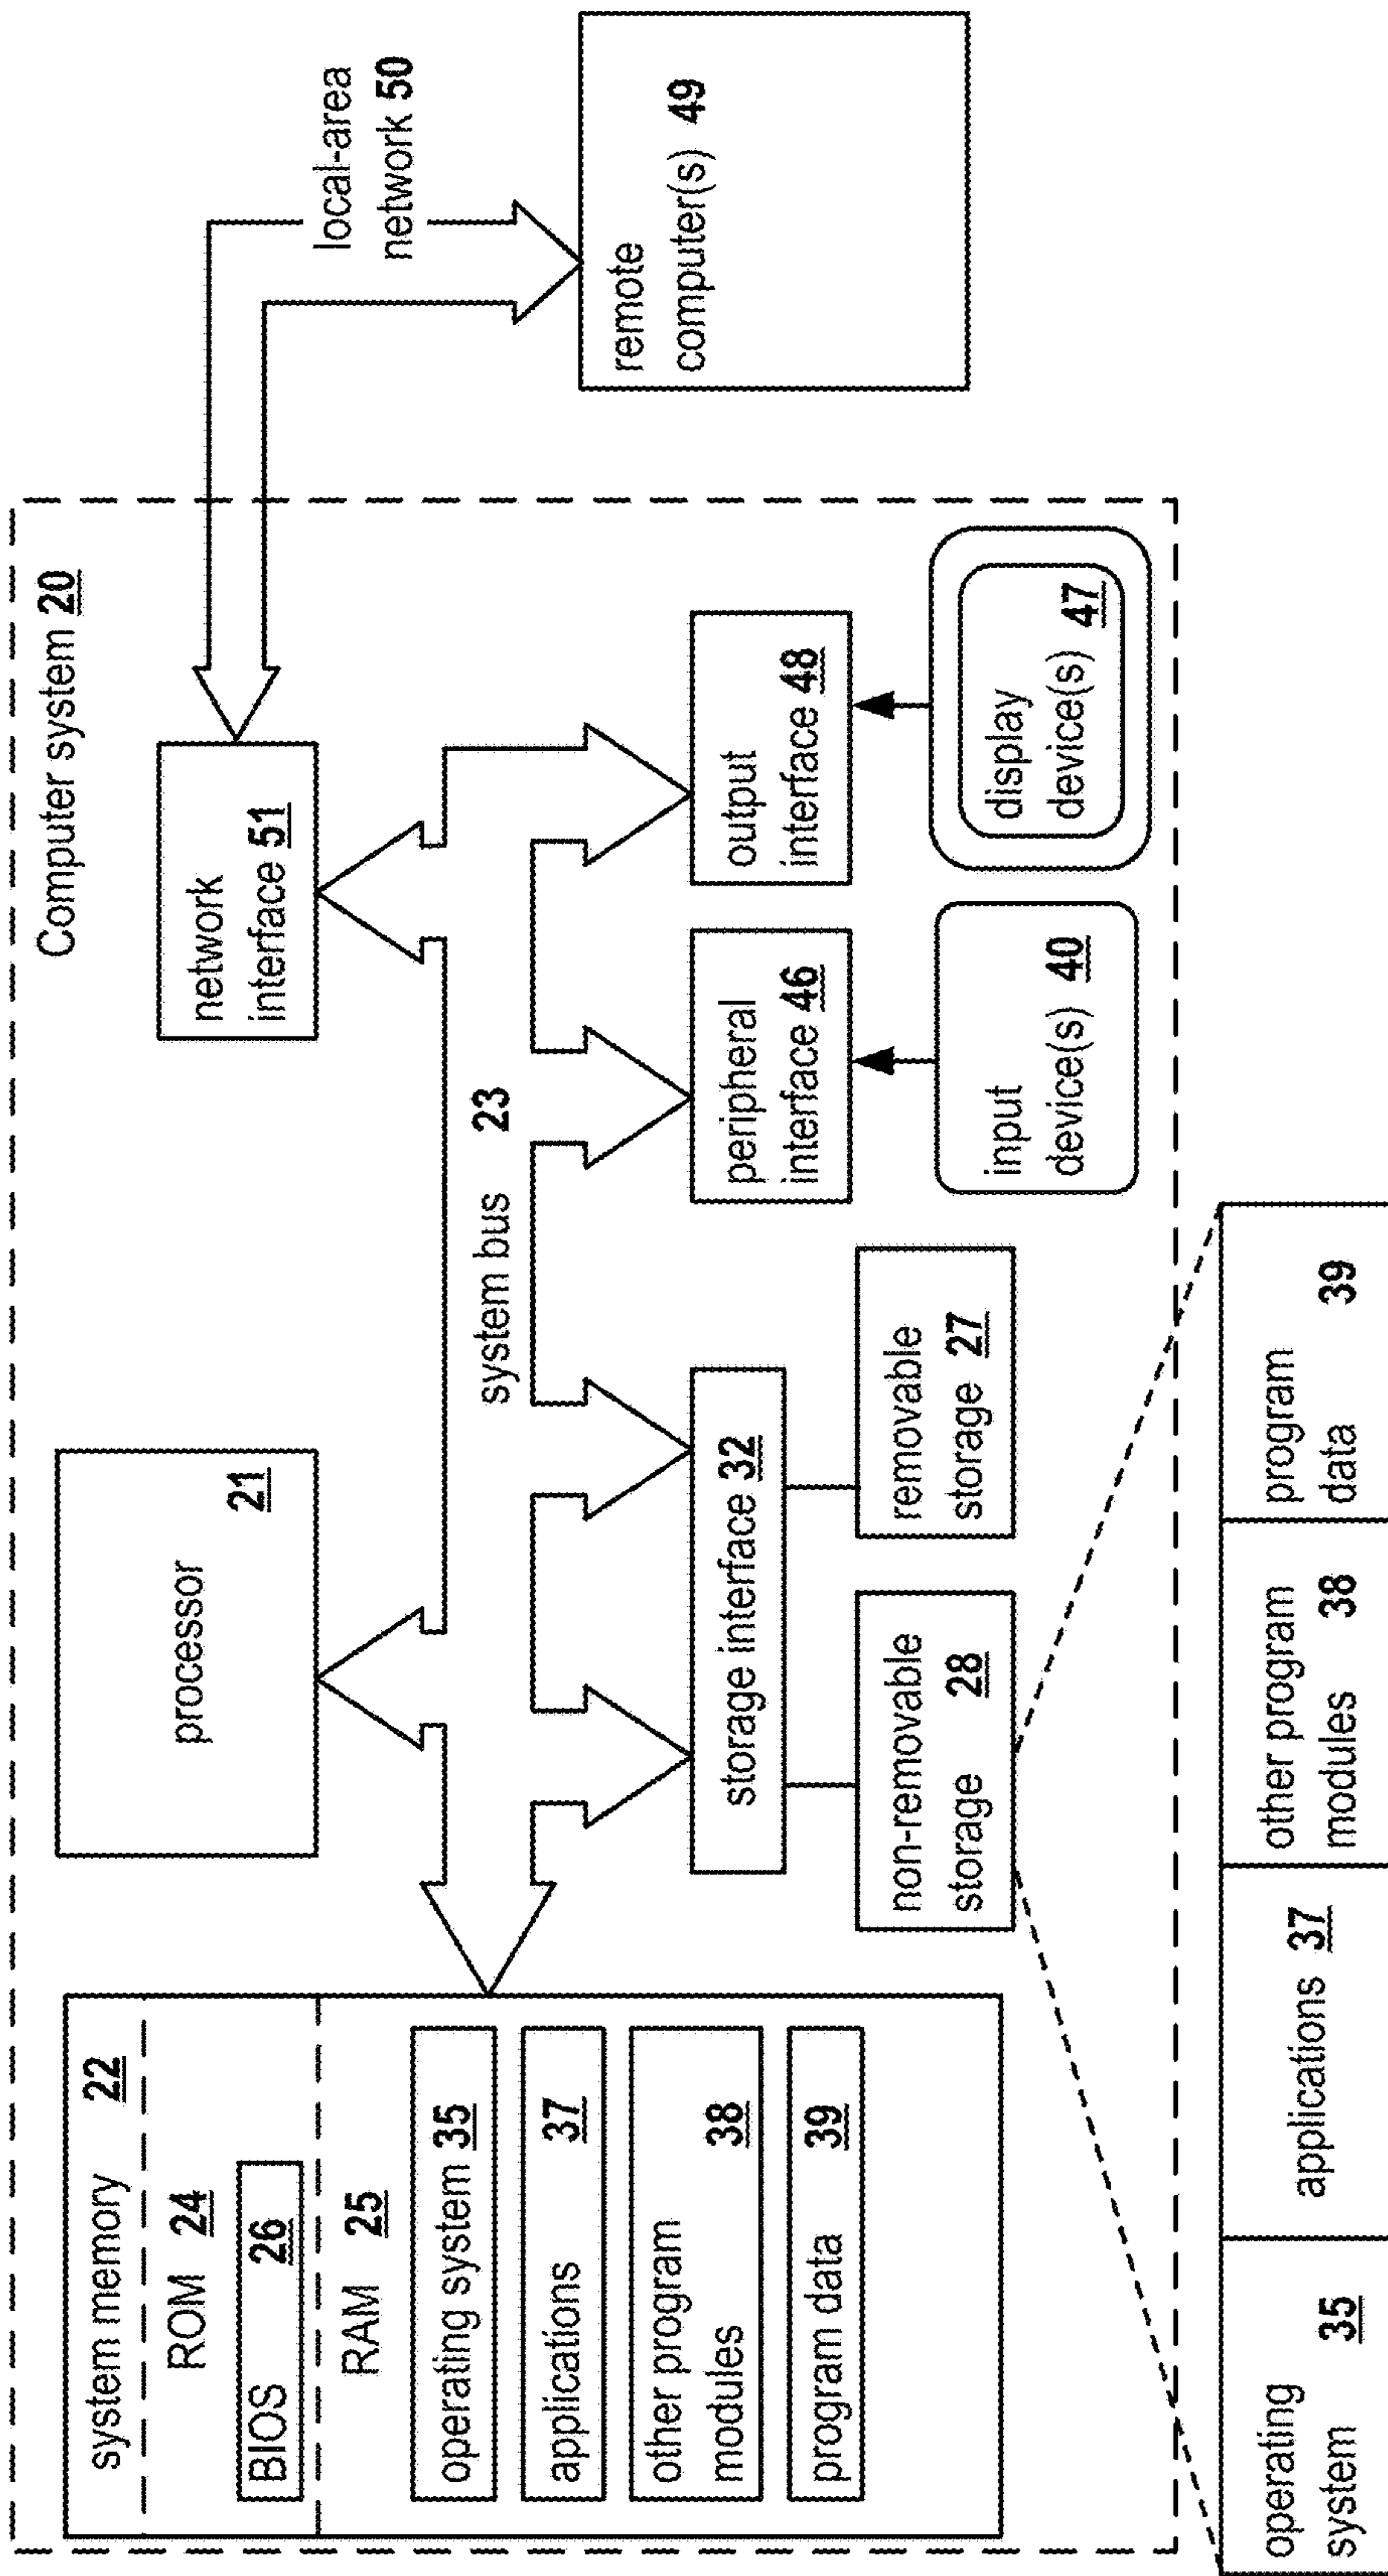 Computer system 20
system memory 22
ROM 24
BIOS 26
RAM 25
operating system 35
applications 37
other program
modules 38
program data 39
processor 21
network
interface 51
local-area
network 50
system bus 23
storage interface 32
peripheral
interface 46
output
interface 48
remote
computer(s) 49
non-removable
storage 28
removable
storage 27
input
device(s) 40
display
device(s) 47
operating
system 35
applications 37
other program
modules 38
program
data 39